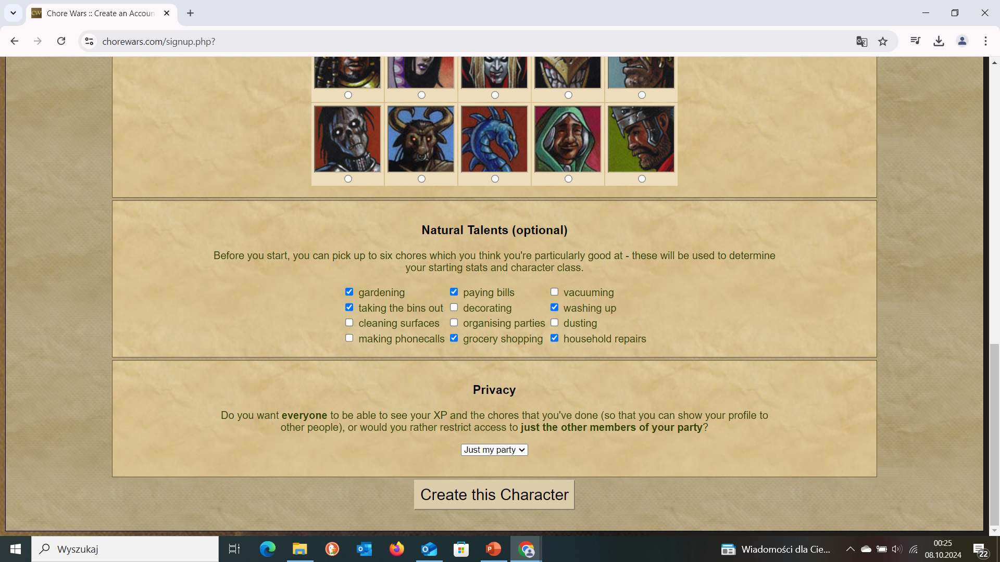 Chore Wars :: Create an Accoun
chorewars.com/signup.php?
Natural Talents (optional)
Before you start, you can pick up to six chores which you think you're particularly good at - these will be used to determine
your starting stats and character class.
gardening paying bills vacuuming
taking the bins out decorating washing up
cleaning surfaces organising parties dusting
making phonecalls grocery shopping household repairs
Privacy
Do you want everyone to be able to see your XP and the chores that you've done (so that you can show your profile to
other people), or would you rather restrict access to just the other members of your party?
Just my party
Create this Character
Wyszukaj
Wiadomości dla Cie...
00:25
08.10.2024
22